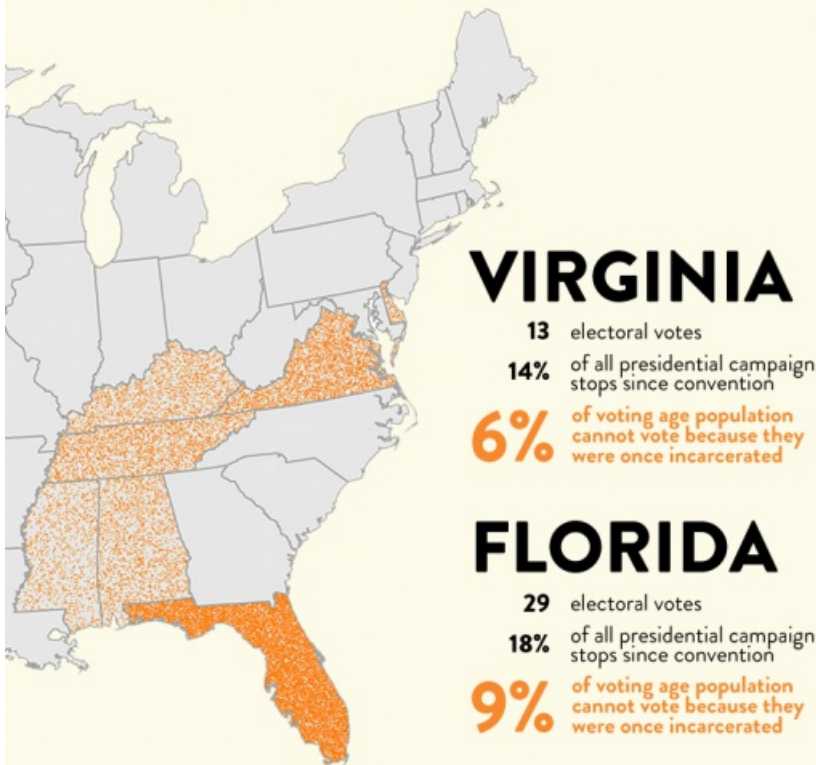 VIRGINIA
13 electoral votes
14% of all presidential campaign
stops since convention
6% of voting age population
cannot vote because they
were once incarcerated
FLORIDA
29 electoral votes
18% of all presidential campaign
stops since convention
9% of voting age population
cannot vote because they
were once incarcerated